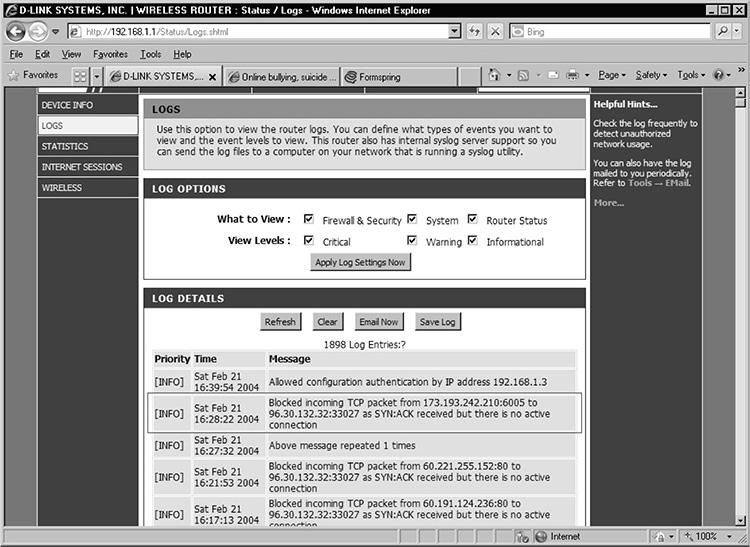 D-LINK SYSTEMS, INC. | WIRELESS ROUTER : Status / Logs - Windows Internet Explorer
http://192.168.1.1/Status/Logs.shtml
Bing
File Edit View Favorites Tools Help
Favorites
D-LINK SYSTEMS,...
Online bullying, suicide ...
Formspring
Page Safety Tools
DEVICE INFO
LOGS
STATISTICS
INTERNET SESSIONS
WIRELESS
LOGS
Use this option to view the router logs. You can define what types of events you want to
view and the event levels to view. This router also has internal syslog server support so you
can send the log files to a computer on your network that is running a syslog utility.
LOG OPTIONS
What to View : Firewall & Security System Router Status
View Levels : Critical Warning Informational
Apply Log Settings Now
LOG DETAILS
Refresh Clear Email Now Save Log
1898 Log Entries:?
Priority Time Message
[INFO] Sat Feb 21 16:39:54 2004 Allowed configuration authentication by IP address 192.168.1.3
[INFO] Sat Feb 21 16:28:22 2004 Blocked incoming TCP packet from 173.193.242.210:6005 to
96.30.132.32:33027 as SYN:ACK received but there is no active
connection
[INFO] Sat Feb 21 16:27:32 2004 Above message repeated 1 times
[INFO] Sat Feb 21 16:21:53 2004 Blocked incoming TCP packet from 60.221.255.152:80 to
96.30.132.32:33027 as SYN:ACK received but there is no active
connection
[INFO] Sat Feb 21 16:17:13 2004 Blocked incoming TCP packet from 60.191.124.236:80 to
96.30.132.32:33027 as SYN:ACK received but there is no active
connection
Helpful Hints...
Check the log frequently to
detect unauthorized
network usage.
You can also have the log
mailed to you periodically.
Refer to Tools → EMail.
More...
Internet
100%